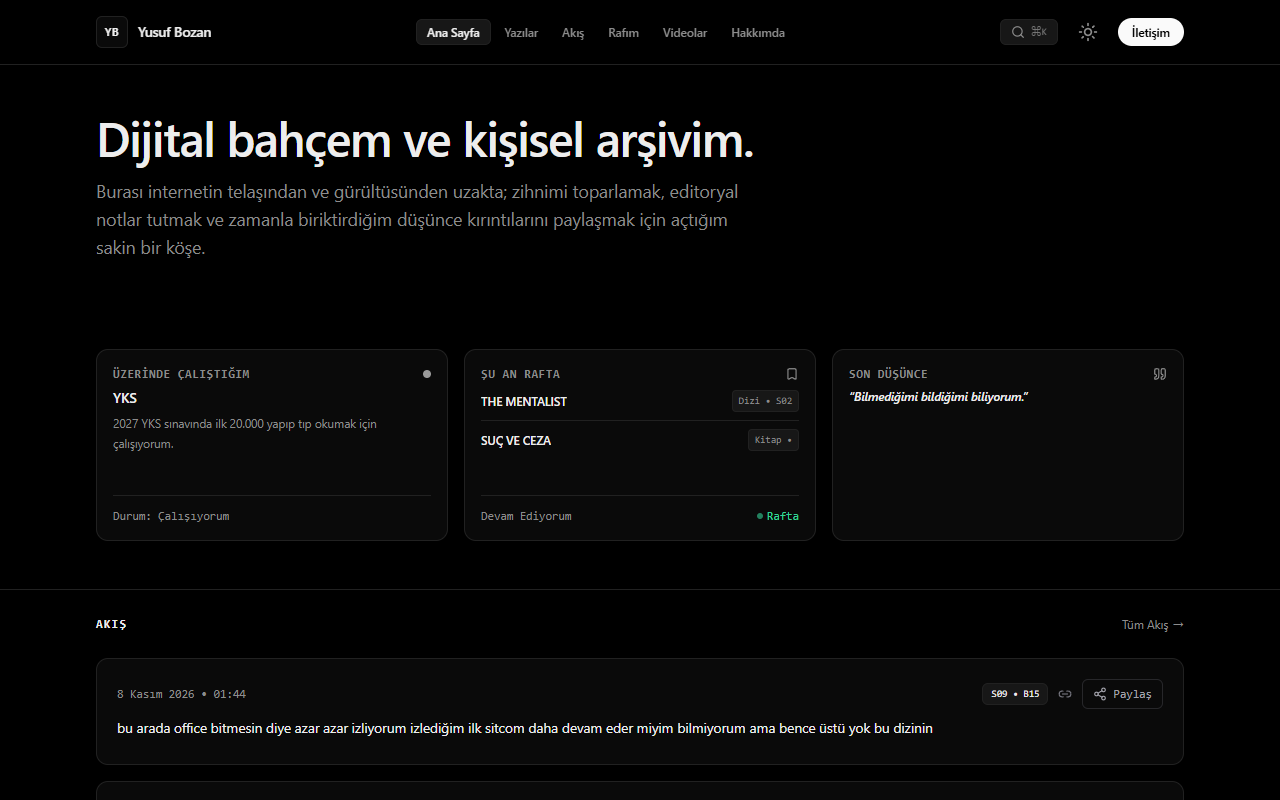 YB Yusuf Bozan Ana Sayfa Yazılar Akış Rafım Videolar Hakkımda ⌘K İletişim
Dijital bahçem ve kişisel arşivim.
Burası internetin telaşından ve gürültüsünden uzakta; zihnimi toparlamak, editoryal
notlar tutmak ve zamanla biriktirdiğim düşünce kırıntılarını paylaşmak için açtığım
sakin bir köşe.
ÜZERİNDE ÇALIŞTIĞIM
YKS
2027 YKS sınavında ilk 20.000 yapıp tıp okumak için
çalışıyorum.
Durum: Çalışıyorum
ŞU AN RAFTA
THE MENTALIST Dizi • S02
SUÇ VE CEZA Kitap •
Devam Ediyorum Rafta
SON DÜŞÜNCE
“Bilmediğimi bildiğimi biliyorum.”
AKIŞ Tüm Akış →
8 Kasım 2026 • 01:44 S09 • B15 Paylaş
bu arada office bitmesin diye azar azar izliyorum izlediğim ilk sitcom daha devam eder miyim bilmiyorum ama bence üstü yok bu dizinin